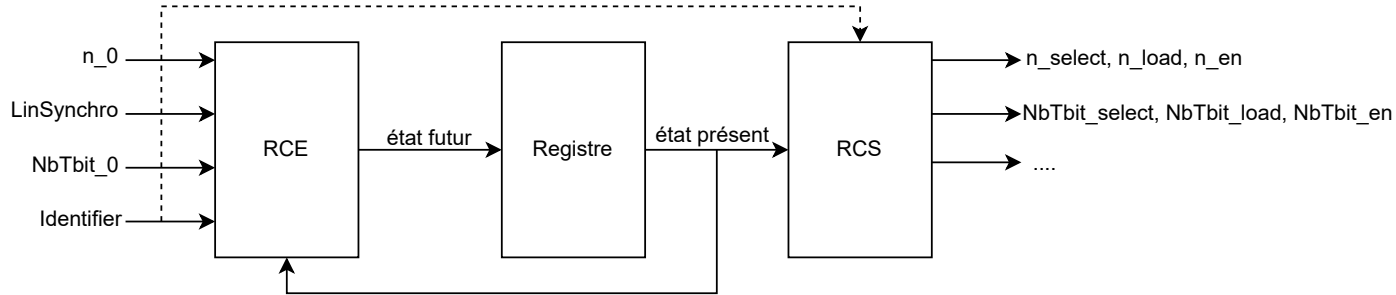 n_0
LinSynchro
NbTbit_0
Identifier
RCE
état futur
Registre
état présent
RCS
n_select, n_load, n_en
NbTbit_select, NbTbit_load, NbTbit_en
....